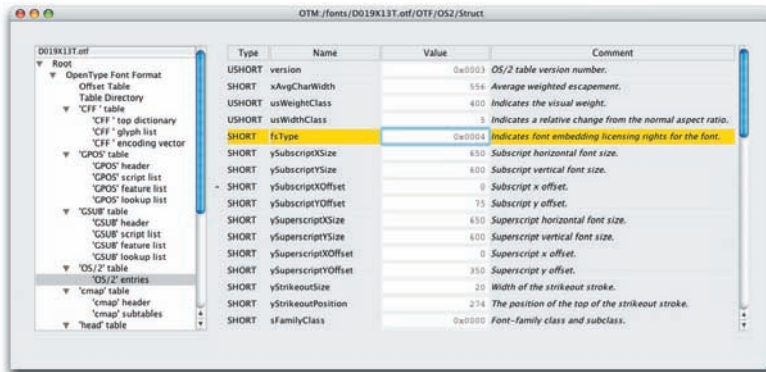 OTM:/fonts/D019X13T.otf/OTF/OS2/Struct
D019X13T.otf
Root
OpenType Font Format
Offset Table
Table Directory
'CFF ' table
'CFF ' top dictionary
'CFF ' glyph list
'CFF ' encoding vector
'GPOS' table
'GPOS' header
'GPOS' script list
'GPOS' feature list
'GPOS' lookup list
'GSUB' table
'GSUB' header
'GSUB' script list
'GSUB' feature list
'GSUB' lookup list
'OS/2' table
'OS/2' entries
'cmap' table
'cmap' header
'cmap' subtables
'head' table
Type Name Value Comment
USHORT version 0x0003 OS/2 table version number.
SHORT xAvgCharWidth 556 Average weighted escapement.
USHORT usWeightClass 400 Indicates the visual weight.
USHORT usWidthClass 5 Indicates a relative change from the normal aspect ratio.
SHORT fsType 0x0004 Indicates font embedding licensing rights for the font.
SHORT ySubscriptXSize 650 Subscript horizontal font size.
SHORT ySubscriptYSize 600 Subscript vertical font size.
SHORT ySubscriptXOffset 0 Subscript x offset.
SHORT ySubscriptYOffset 75 Subscript y offset.
SHORT ySuperscriptXSize 650 Superscript horizontal font size.
SHORT ySuperscriptYSize 600 Superscript vertical font size.
SHORT ySuperscriptXOffset 0 Superscript x offset.
SHORT ySuperscriptYOffset 350 Superscript y offset.
SHORT yStrikeoutSize 20 Width of the strikeout stroke.
SHORT yStrikeoutPosition 274 The position of the top of the strikeout stroke.
SHORT sFamilyClass 0x0000 Font-family class and subclass.